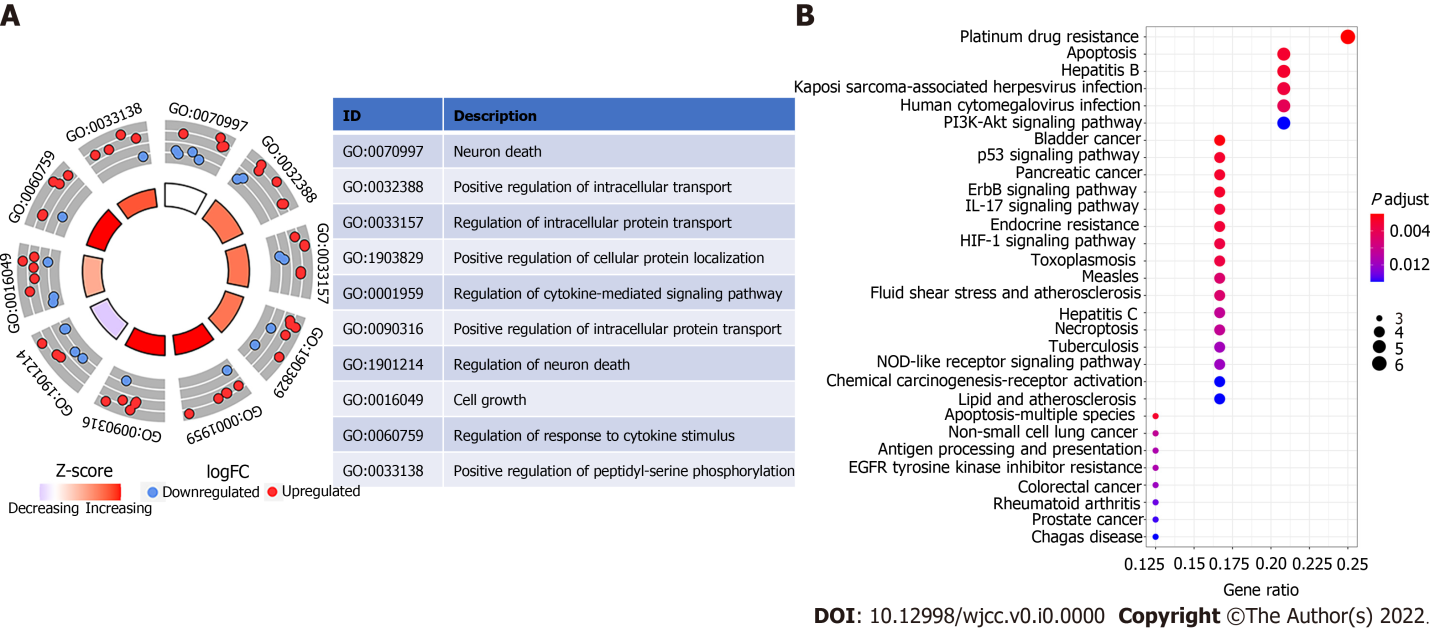 A
GO:0070997
GO:0032388
GO:0033157
GO:1903829
GO:0001959
GO:0090316
GO:1901214
GO:0016049
GO:0060759
GO:0033138
Z-score
Decreasing Increasing
logFC
Downregulated Upregulated
ID Description
GO:0070997 Neuron death
GO:0032388 Positive regulation of intracellular transport
GO:0033157 Regulation of intracellular protein transport
GO:1903829 Positive regulation of cellular protein localization
GO:0001959 Regulation of cytokine-mediated signaling pathway
GO:0090316 Positive regulation of intracellular protein transport
GO:1901214 Regulation of neuron death
GO:0016049 Cell growth
GO:0060759 Regulation of response to cytokine stimulus
GO:0033138 Positive regulation of peptidyl-serine phosphorylation
B
Platinum drug resistance
Apoptosis
Hepatitis B
Kaposi sarcoma-associated herpesvirus infection
Human cytomegalovirus infection
PI3K-Akt signaling pathway
Bladder cancer
p53 signaling pathway
Pancreatic cancer
ErbB signaling pathway
IL-17 signaling pathway
Endocrine resistance
HIF-1 signaling pathway
Toxoplasmosis
Measles
Fluid shear stress and atherosclerosis
Hepatitis C
Necroptosis
Tuberculosis
NOD-like receptor signaling pathway
Chemical carcinogenesis-receptor activation
Lipid and atherosclerosis
Apoptosis-multiple species
Non-small cell lung cancer
Antigen processing and presentation
EGFR tyrosine kinase inhibitor resistance
Colorectal cancer
Rheumatoid arthritis
Prostate cancer
Chagas disease
0.125 0.15 0.175 0.20 0.225 0.25
Gene ratio
P adjust
0.004
0.012
3
4
5
6
DOI: 10.12998/wjcc.v0.i0.0000 Copyright ©The Author(s) 2022.